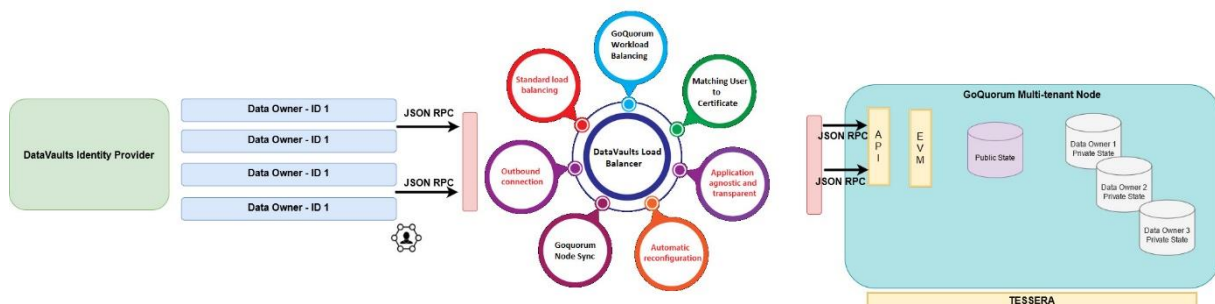 DataVaults Identity Provider
Data Owner - ID 1
Data Owner - ID 1
Data Owner - ID 1
Data Owner - ID 1
JSON RPC
JSON RPC
GoQuorum
Workload
Balancing
Standard load
balancing
Matching User
to
Certificate
DataVaults Load
Balancer
Outbound
connection
Application
agnostic and
transparent
Goquorum
Node Sync
Automatic
reconfiguration
JSON RPC
JSON RPC
GoQuorum Multi-tenant Node
A
P
I
E
V
M
Public State
Data Owner 1
Private State
Data Owner 2
Private State
Data Owner 3
Private State
TESSERA